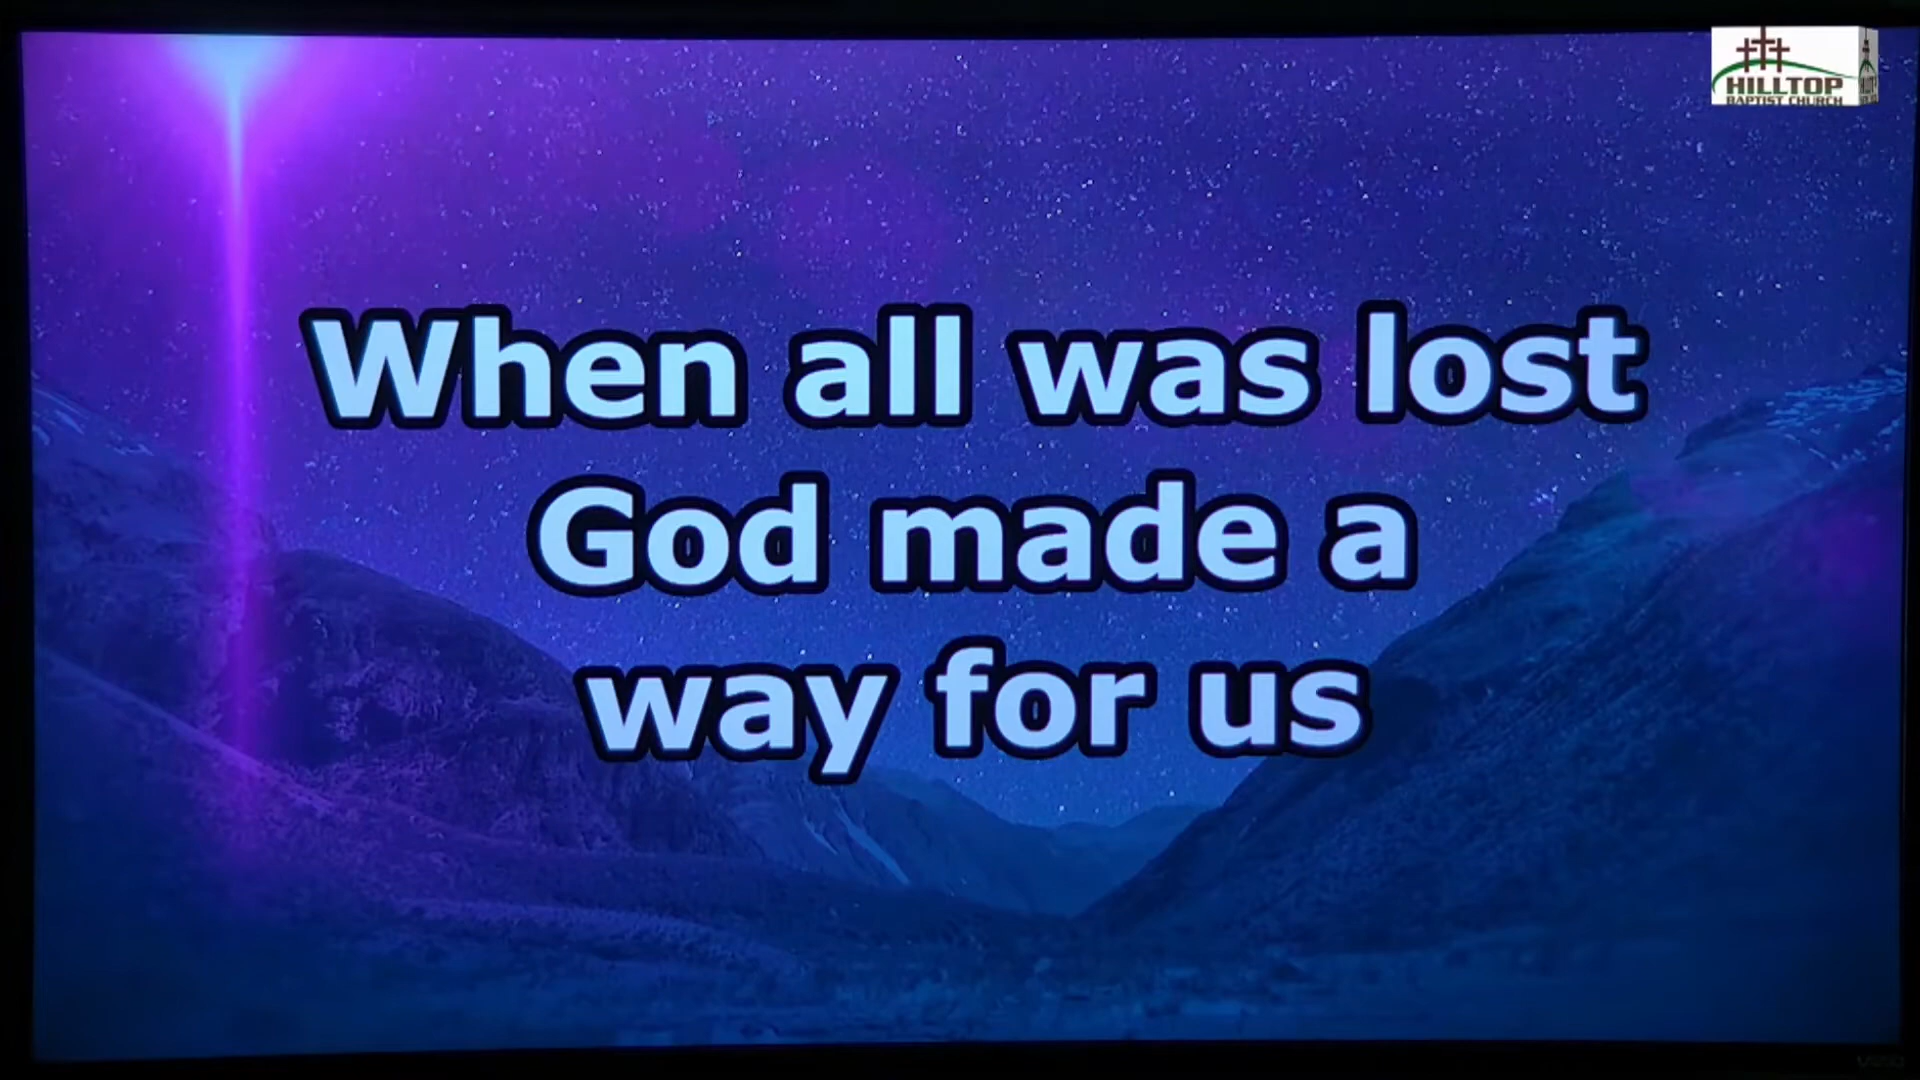 HILLTOP
BAPTIST CHURCH
When all was lost
God made a
way for us